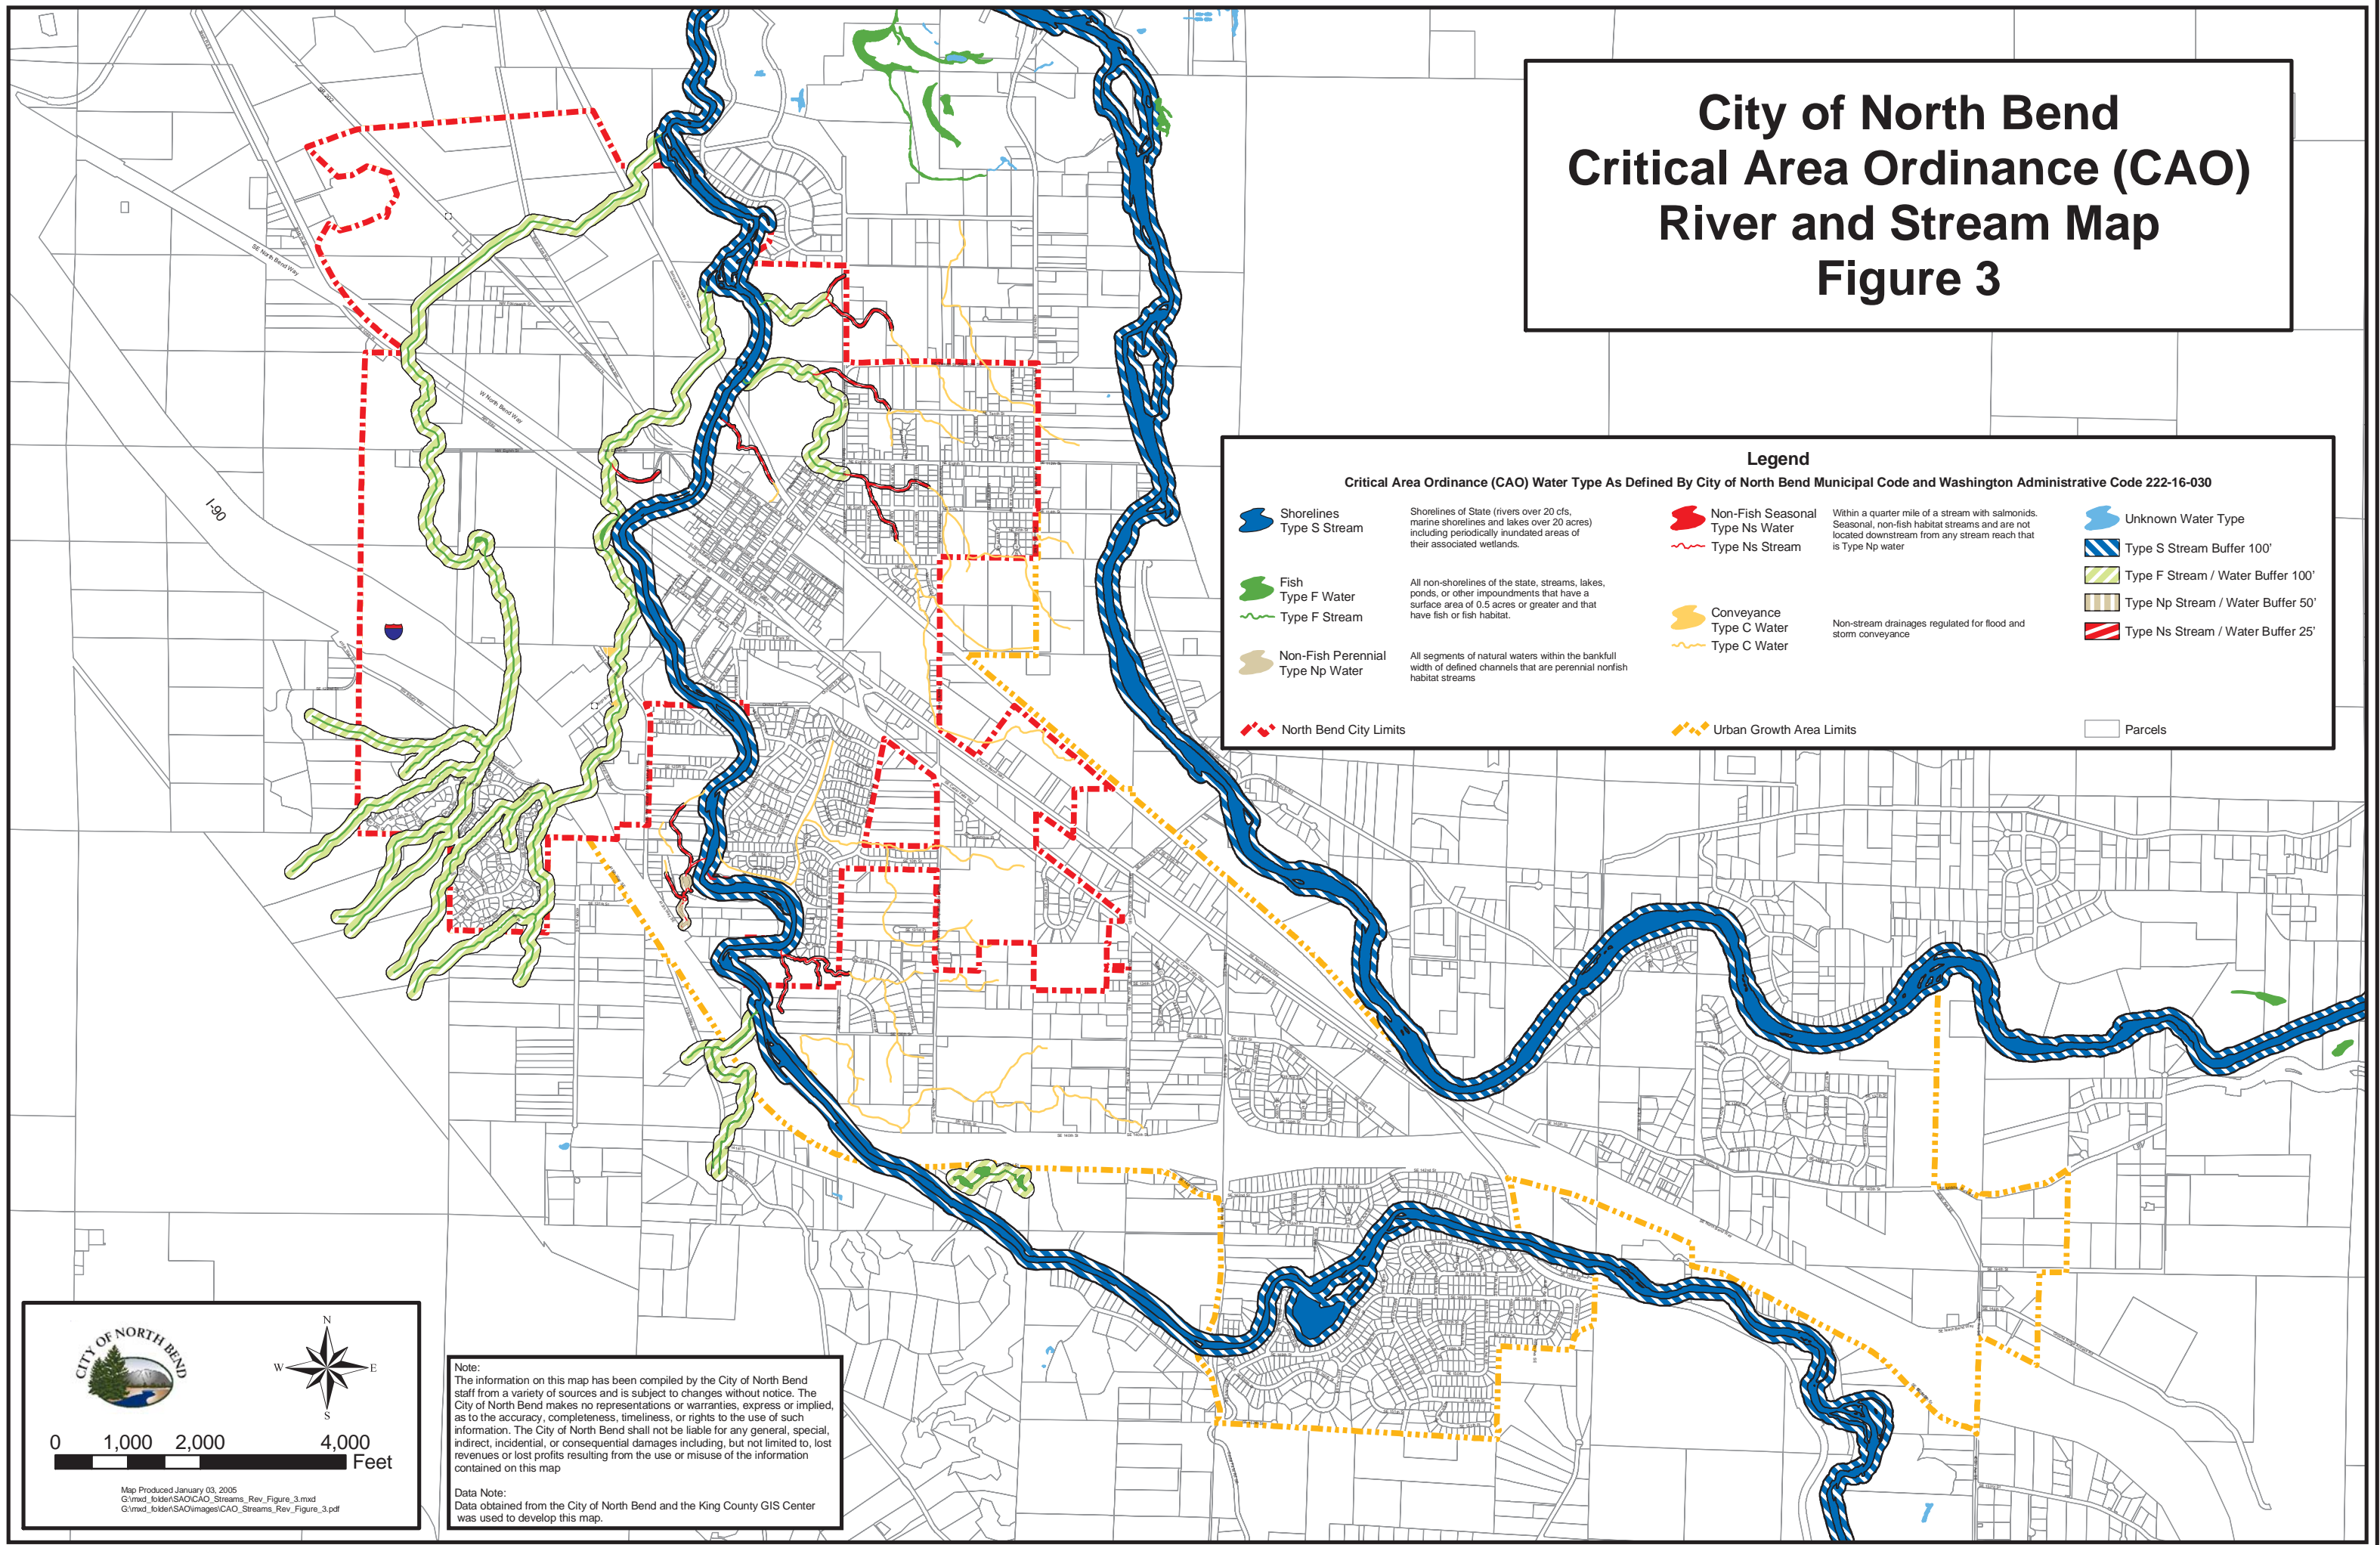 City of North Bend
Critical Area Ordinance (CAO)
River and Stream Map
Figure 3
Legend
Critical Area Ordinance (CAO) Water Type As Defined By City of North Bend Municipal Code and Washington Administrative Code 222-16-030
Shorelines
Type S Stream
Shorelines of State (rivers over 20 cfs,
marine shorelines and lakes over 20 acres)
including periodically inundated areas of
their associated wetlands.
Fish
Type F Water
Type F Stream
All non-shorelines of the state, streams, lakes,
ponds, or other impoundments that have a
surface area of 0.5 acres or greater and that
have fish or fish habitat.
Non-Fish Perennial
Type Np Water
All segments of natural waters within the bankfull
width of defined channels that are perennial nonfish
habitat streams
North Bend City Limits
Non-Fish Seasonal
Type Ns Water
Type Ns Stream
Within a quarter mile of a stream with salmonids.
Seasonal, non-fish habitat streams and are not
located downstream from any stream reach that
is Type Np water
Conveyance
Type C Water
Type C Water
Non-stream drainages regulated for flood and
storm conveyance
Urban Growth Area Limits
Unknown Water Type
Type S Stream Buffer 100'
Type F Stream / Water Buffer 100'
Type Np Stream / Water Buffer 50'
Type Ns Stream / Water Buffer 25'
Parcels
SE North Bend Way
W North Bend Way
I-90
CITY OF NORTH BEND
N
W
E
S
0 1,000 2,000 4,000
Feet
Map Produced January 03, 2005
G:\mxd_folder\SAO\CAO_Streams_Rev_Figure_3.mxd
G:\mxd_folder\SAO\images\CAO_Streams_Rev_Figure_3.pdf
Note:
The information on this map has been compiled by the City of North Bend
staff from a variety of sources and is subject to changes without notice. The
City of North Bend makes no representations or warranties, express or implied,
as to the accuracy, completeness, timeliness, or rights to the use of such
information. The City of North Bend shall not be liable for any general, special,
indirect, incidental, or consequential damages including, but not limited to, lost
revenues or lost profits resulting from the use or misuse of the information
contained on this map
Data Note:
Data obtained from the City of North Bend and the King County GIS Center
was used to develop this map.